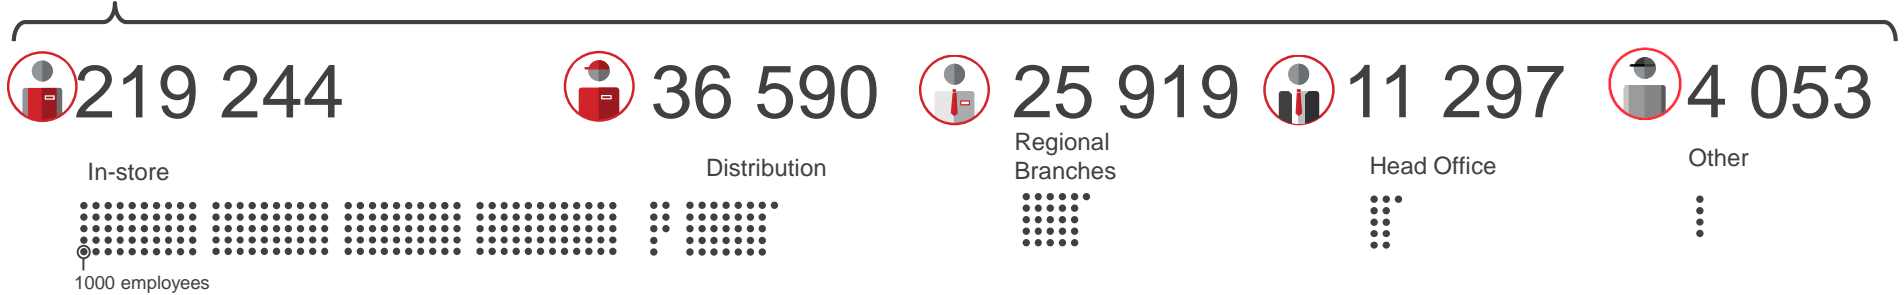 219 244
In-store
1000 employees
36 590
Distribution
25 919
Regional
Branches
11 297
Head Office
4 053
Other